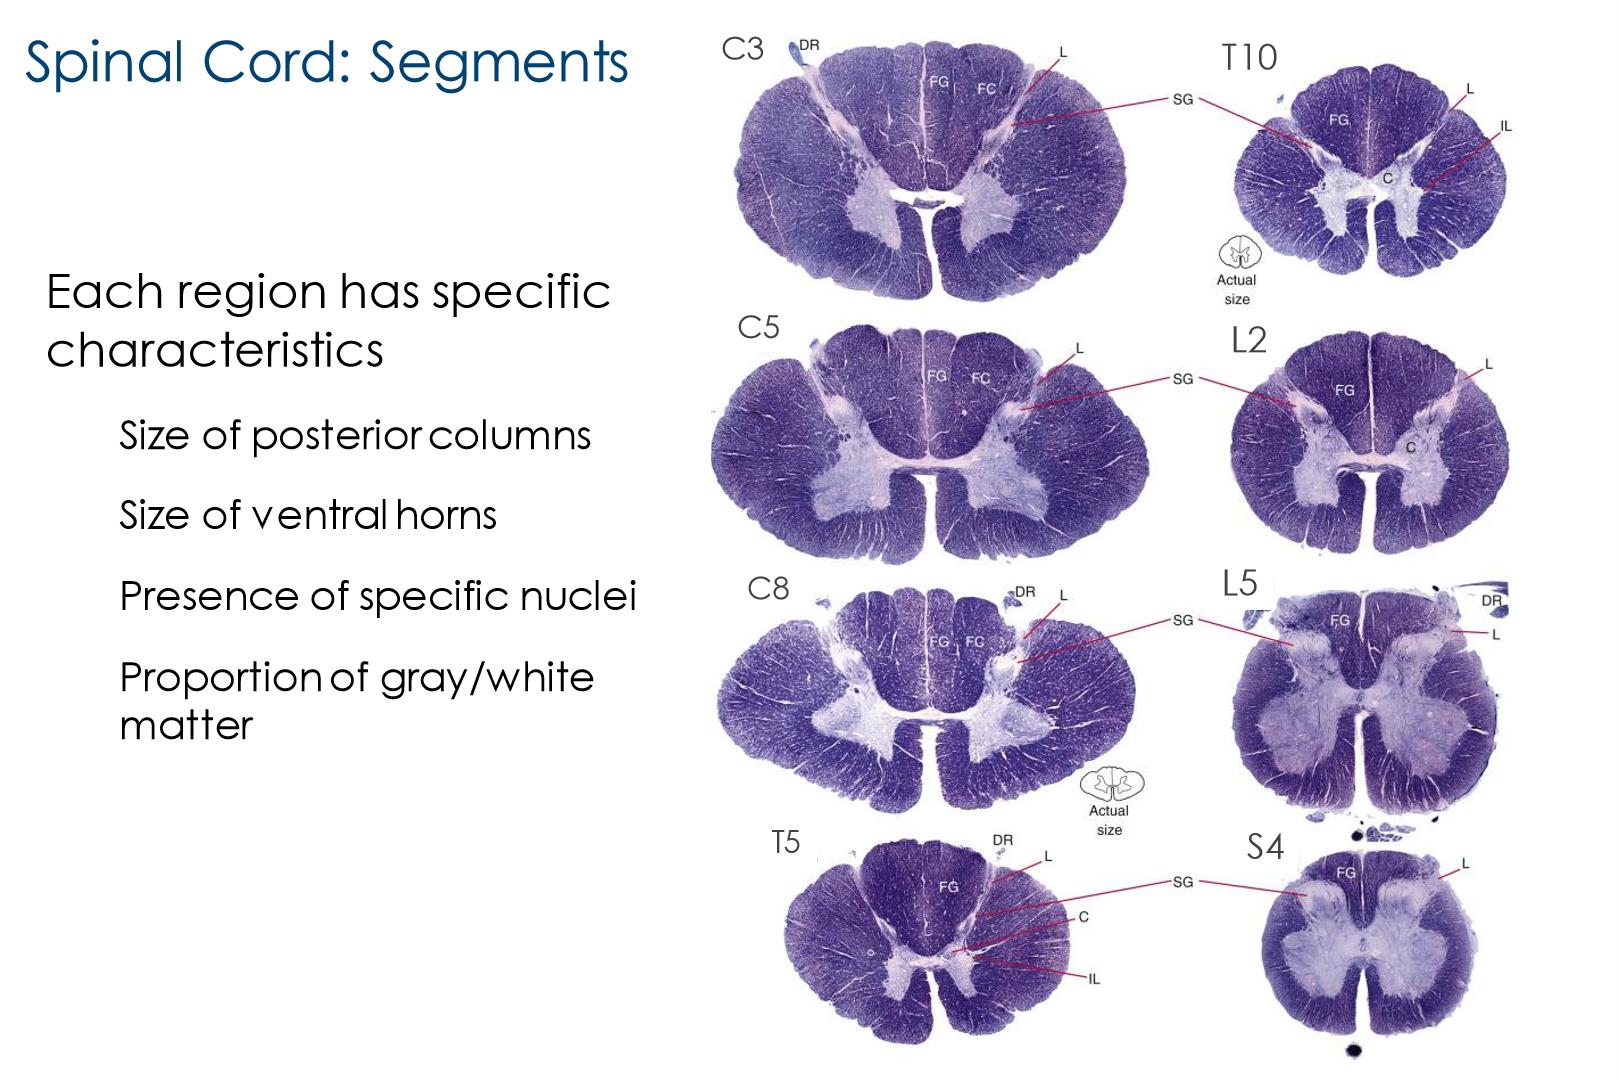 Spinal Cord: Segments
Each region has specific
characteristics
Size of posterior columns
Size of ventral horns
Presence of specific nuclei
Proportion of gray/white
matter
C3
DR
FG
FC
L
SG
T10
FG
L
IL
C
Actual
size
C5
FG
FC
L
SG
L2
FG
L
C
C8
FG
FC
DR
L
SG
L5
FG
DR
L
Actual
size
T5
FG
DR
L
SG
C
IL
S4
FG
L